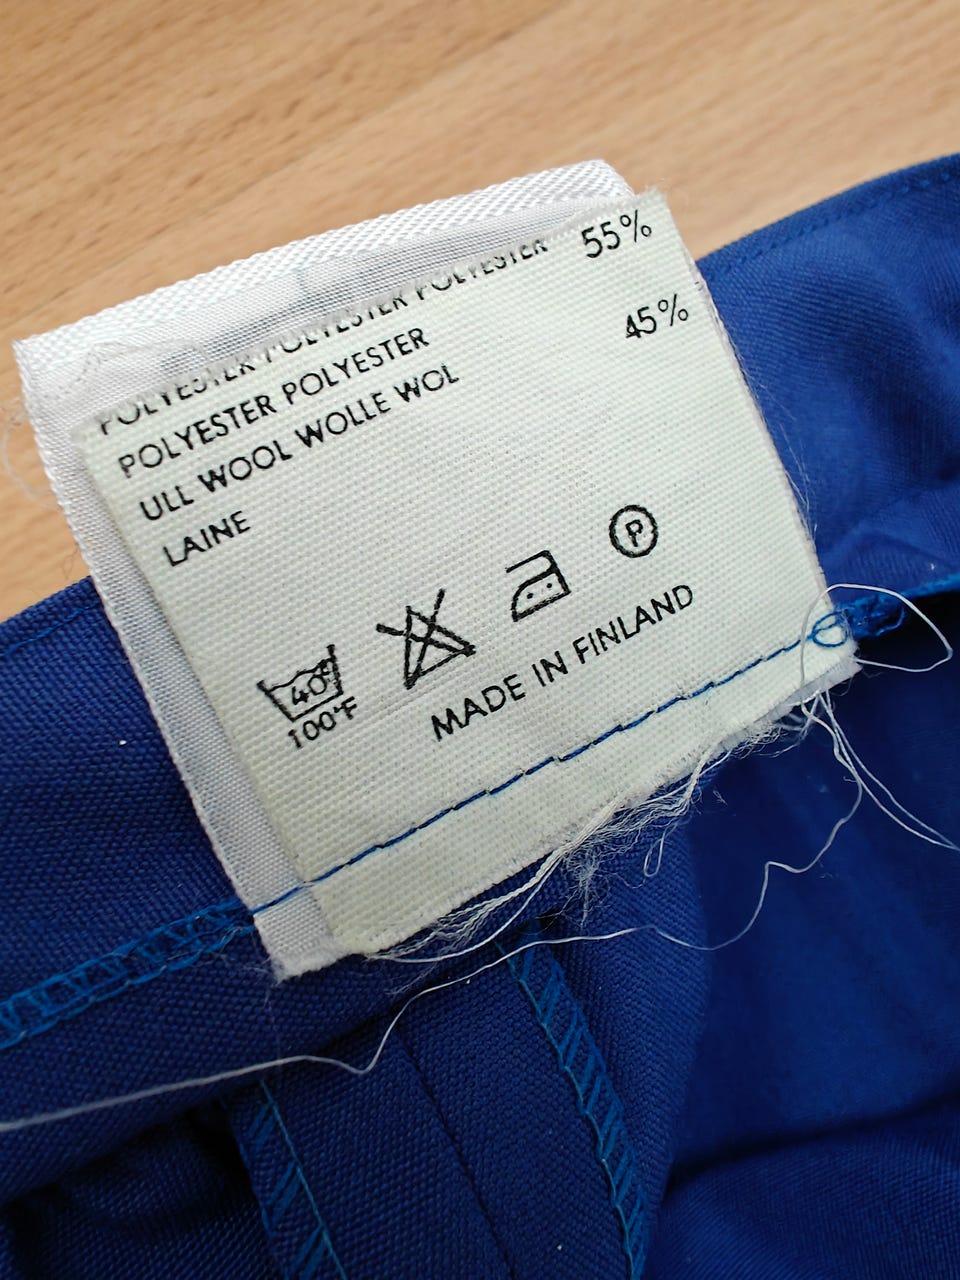 POLYESTER POLYESTER POLYESTER 55%
POLYESTER POLYESTER
ULL WOOL WOLLE WOL 45%
LAINE
40°
100°F
P
MADE IN FINLAND